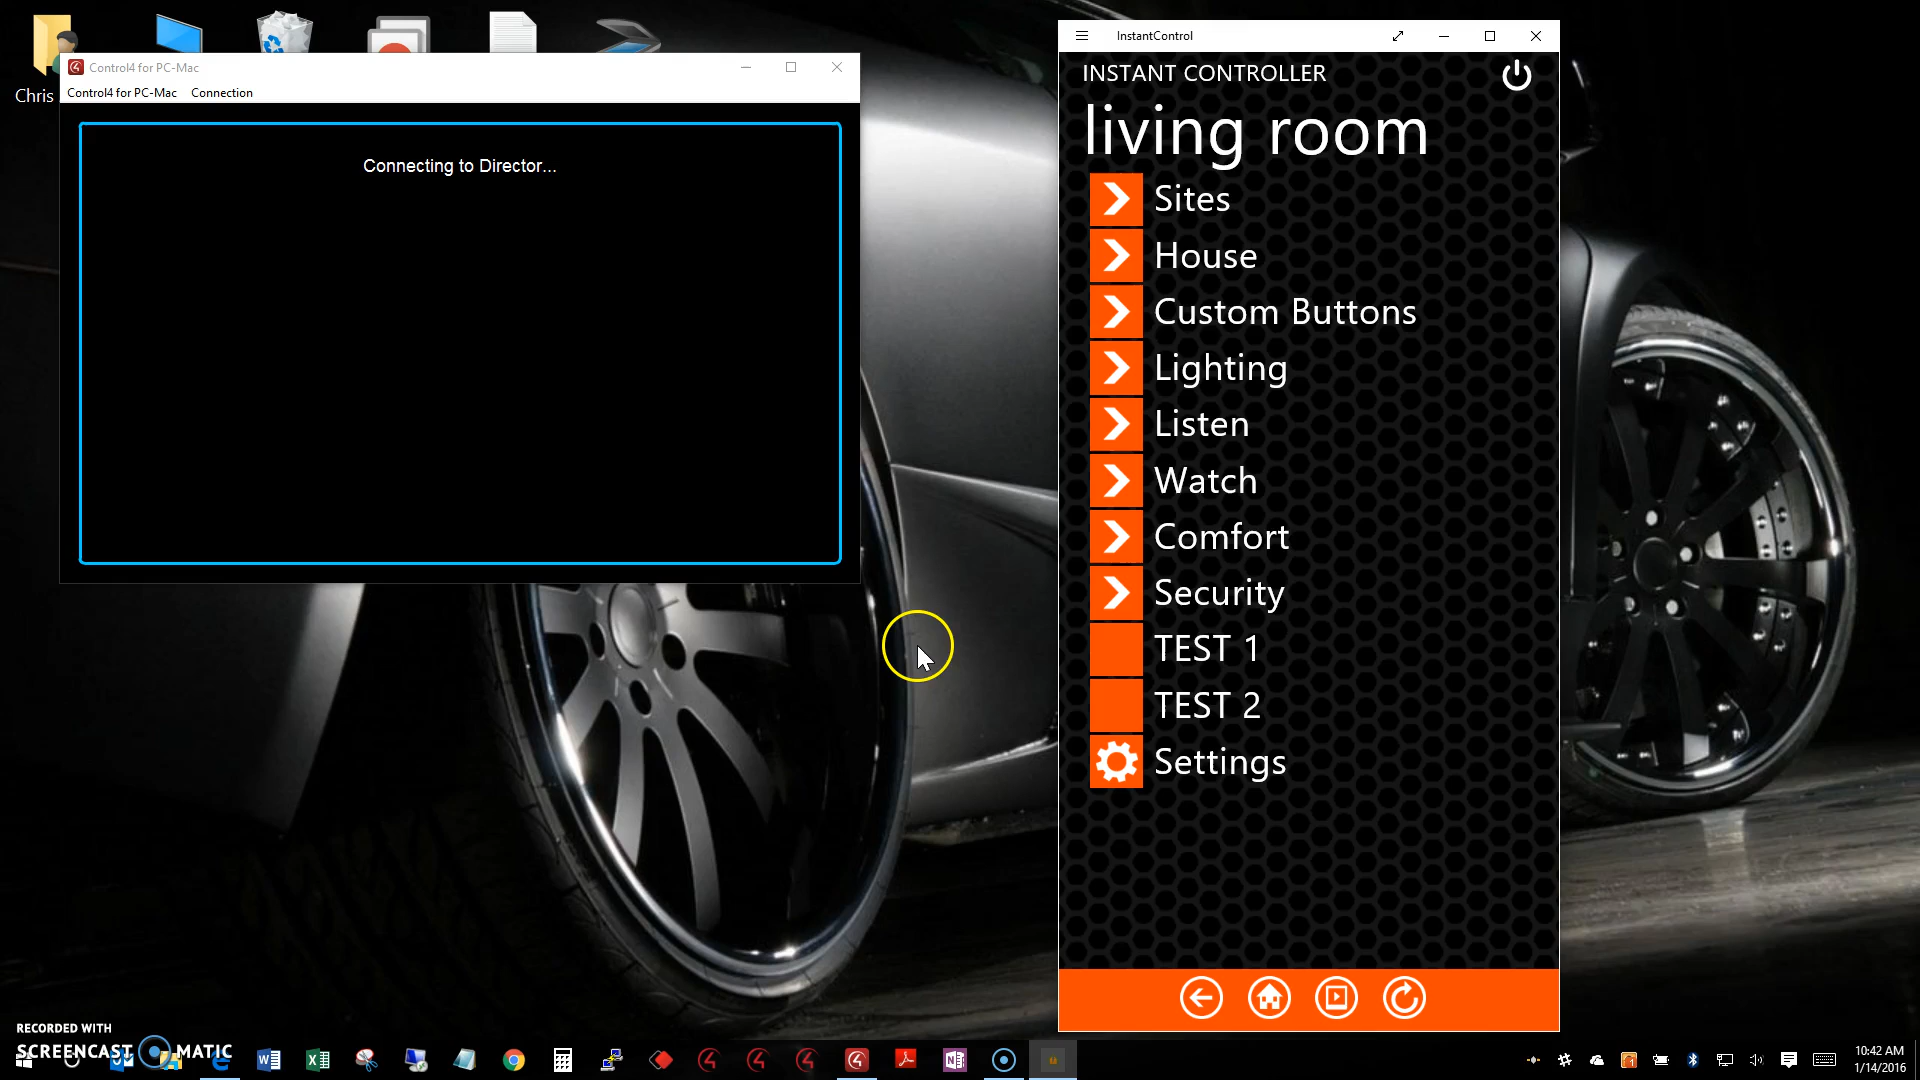 Chris
Control4 for PC-Mac
Control4 for PC-Mac Connection
Connecting to Director...
InstantControl
INSTANT CONTROLLER
living room
Sites
House
Custom Buttons
Lighting
Listen
Watch
Comfort
Security
TEST 1
TEST 2
Settings
RECORDED WITH
SCREENCAST MATIC
10:42 AM
1/14/2016